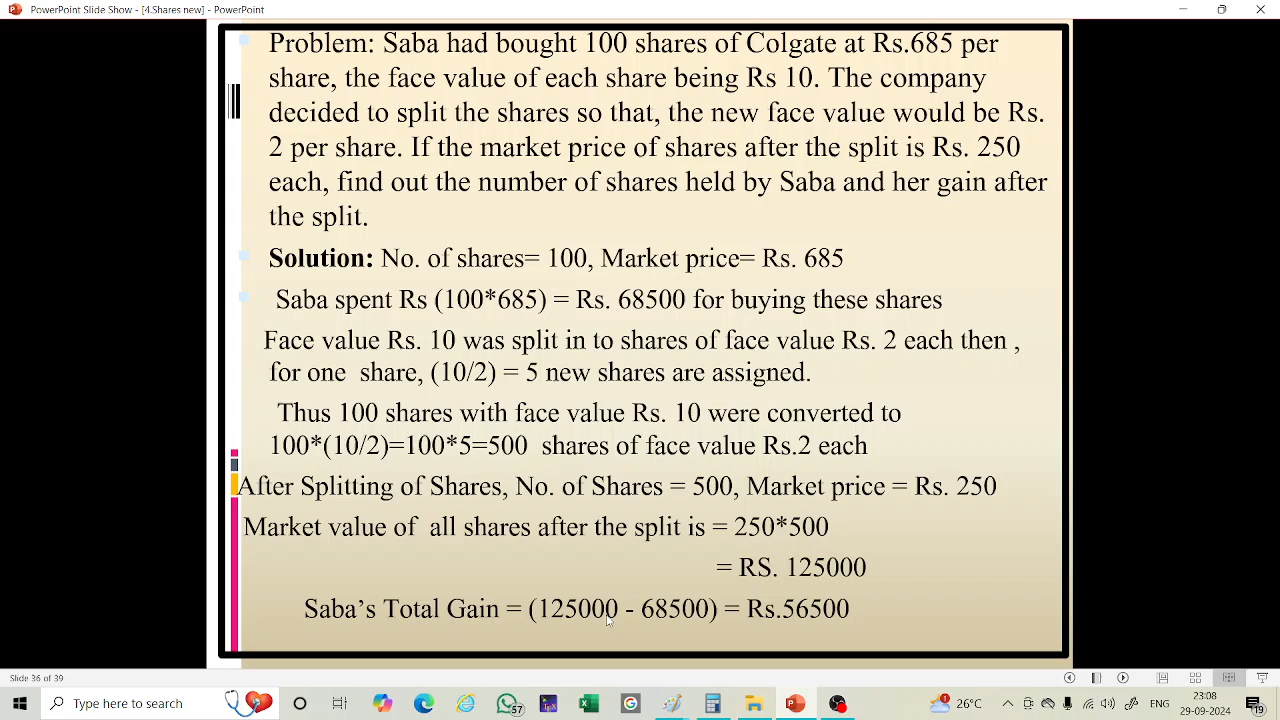 PowerPoint Slide Show - [4.Shares new] - PowerPoint
Problem: Saba had bought 100 shares of Colgate at Rs.685 per
share, the face value of each share being Rs 10. The company
decided to split the shares so that, the new face value would be Rs.
2 per share. If the market price of shares after the split is Rs. 250
each, find out the number of shares held by Saba and her gain after
the split.
Solution: No. of shares= 100, Market price= Rs. 685
Saba spent Rs (100*685) = Rs. 68500 for buying these shares
Face value Rs. 10 was split in to shares of face value Rs. 2 each then ,
for one share, (10/2) = 5 new shares are assigned.
Thus 100 shares with face value Rs. 10 were converted to
100*(10/2)=100*5=500 shares of face value Rs.2 each
After Splitting of Shares, No. of Shares = 500, Market price = Rs. 250
Market value of all shares after the split is = 250*500
= RS. 125000
Saba's Total Gain = (125000 - 68500) = Rs.56500
Slide 36 of 39
Type here to search
57
1
26°C
ENG
23:08
29-09-2024
19